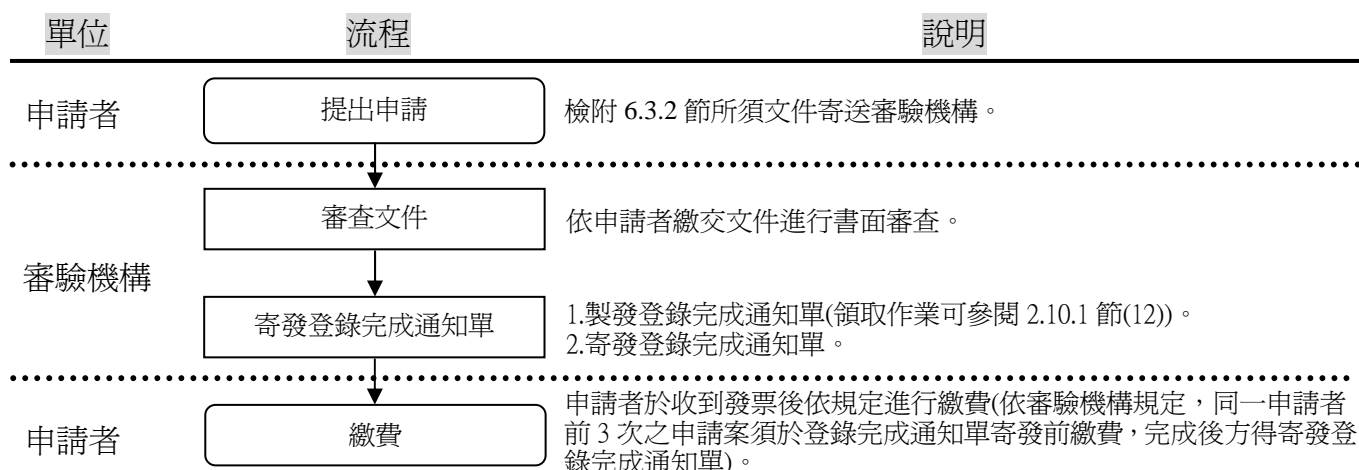 單位 流程 說明
申請者 提出申請 檢附 6.3.2 節所須文件寄送審驗機構。
審查文件 依申請者繳交文件進行書面審查。
審驗機構
寄發登錄完成通知單 1.製發登錄完成通知單(領取作業可參閱 2.10.1 節(12))。
2.寄發登錄完成通知單。
申請者 繳費 申請者於收到發票後依規定進行繳費(依審驗機構規定，同一申請者
前 3 次之申請案須於登錄完成通知單寄發前繳費，完成後方得寄發登
錄完成通知單)。